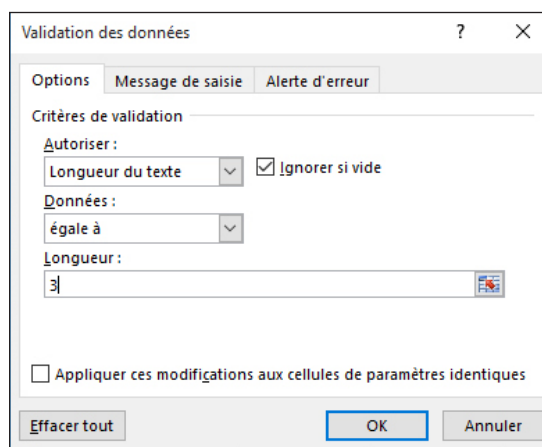 Validation des données ?
Options Message de saisie Alerte d'erreur
Critères de validation
Autoriser :
Longueur du texte Ignorer si vide
Données :
égale à
Longueur :
3
Appliquer ces modifications aux cellules de paramètres identiques
Effacer tout OK Annuler